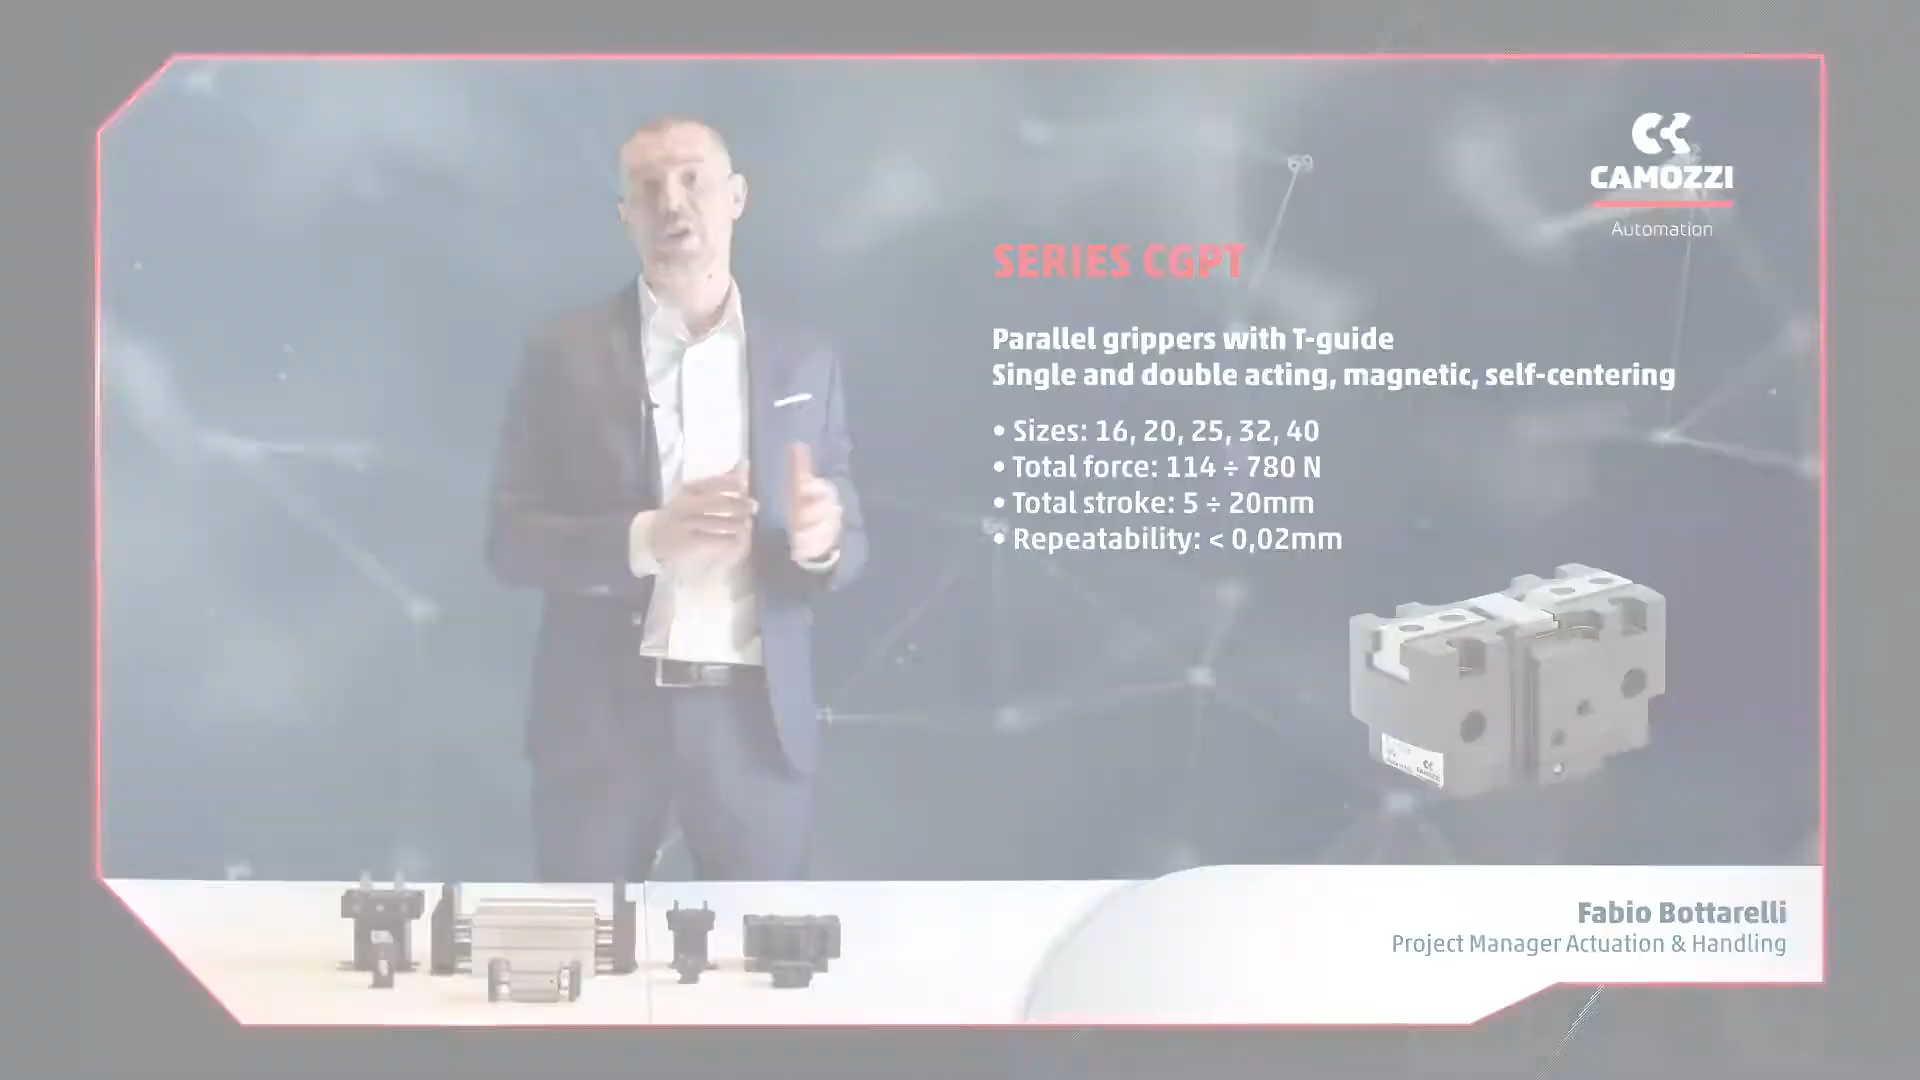 CAMOZZI
Automation
SERIES CGPT
Parallel grippers with T-guide
Single and double acting, magnetic, self-centering
• Sizes: 16, 20, 25, 32, 40
• Total force: 114 ÷ 780 N
• Total stroke: 5 ÷ 20mm
• Repeatability: < 0,02mm
69
CAMOZZI
Fabio Bottarelli
Project Manager Actuation & Handling